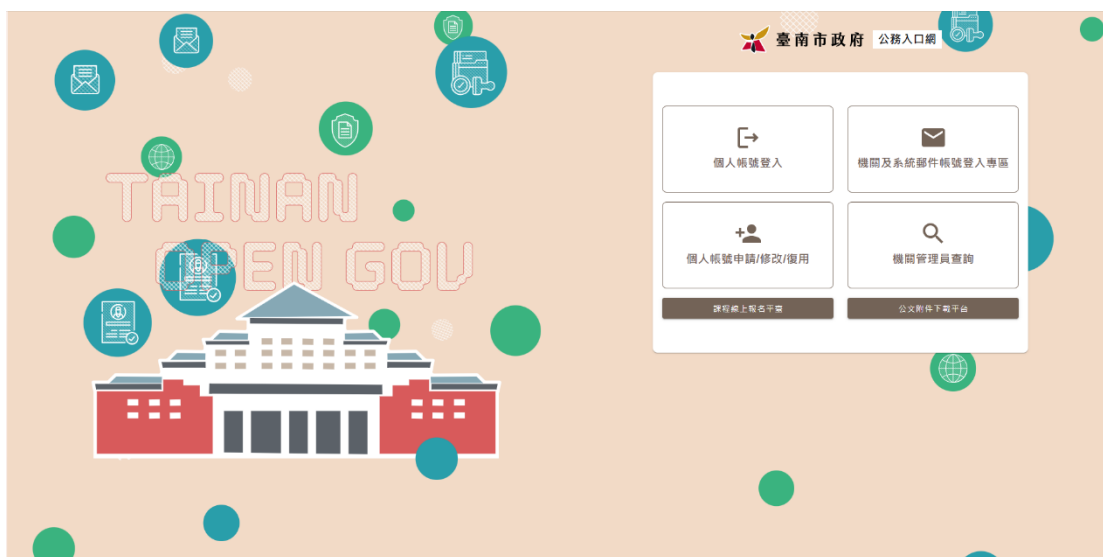 TAINAN
OPEN GOV
臺南市政府 公務入口網
個人帳號登入
機關及系統郵件帳號登入專區
個人帳號申請/修改/復用
機關管理員查詢
課程線上報名平臺
公文附件下載平台